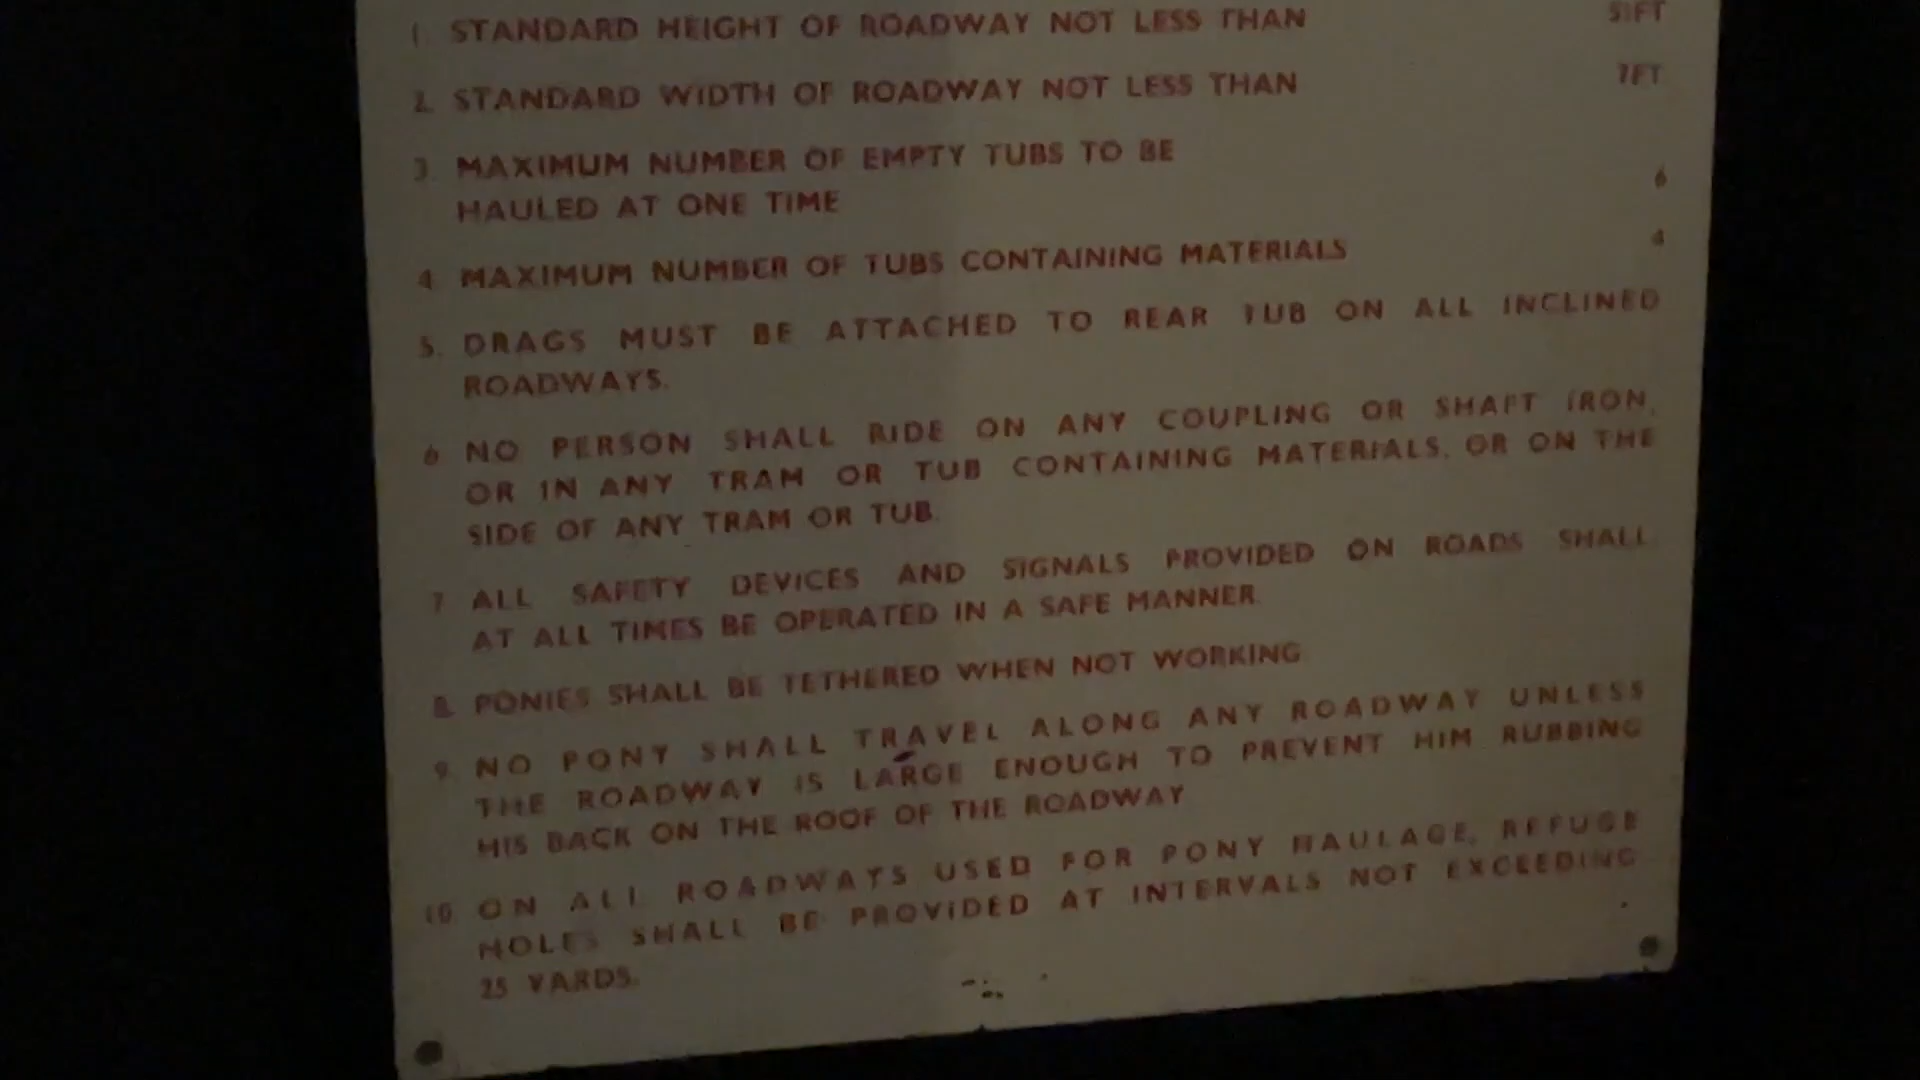 1. STANDARD HEIGHT OF ROADWAY NOT LESS THAN
2. STANDARD WIDTH OF ROADWAY NOT LESS THAN 7FT
3. MAXIMUM NUMBER OF EMPTY TUBS TO BE
HAULED AT ONE TIME 6
4 MAXIMUM NUMBER OF TUBS CONTAINING MATERIALS 4
5. DRAGS MUST BE ATTACHED TO REAR TUB ON ALL INCLINED
ROADWAYS.
6 NO PERSON SHALL RIDE ON ANY COUPLING OR SHAFT IRON,
OR IN ANY TRAM OR TUB CONTAINING MATERIALS, OR ON THE
SIDE OF ANY TRAM OR TUB.
7 ALL SAFETY DEVICES AND SIGNALS PROVIDED ON ROADS SHALL
AT ALL TIMES BE OPERATED IN A SAFE MANNER.
8. PONIES SHALL BE TETHERED WHEN NOT WORKING
9. NO PONY SHALL TRAVEL ALONG ANY ROADWAY UNLESS
THE ROADWAY IS LARGE ENOUGH TO PREVENT HIM RUBBING
HIS BACK ON THE ROOF OF THE ROADWAY
10 ON ALL ROADWAYS USED FOR PONY HAULAGE, REFUGE
HOLES SHALL BE PROVIDED AT INTERVALS NOT EXCEEDING
25 YARDS.